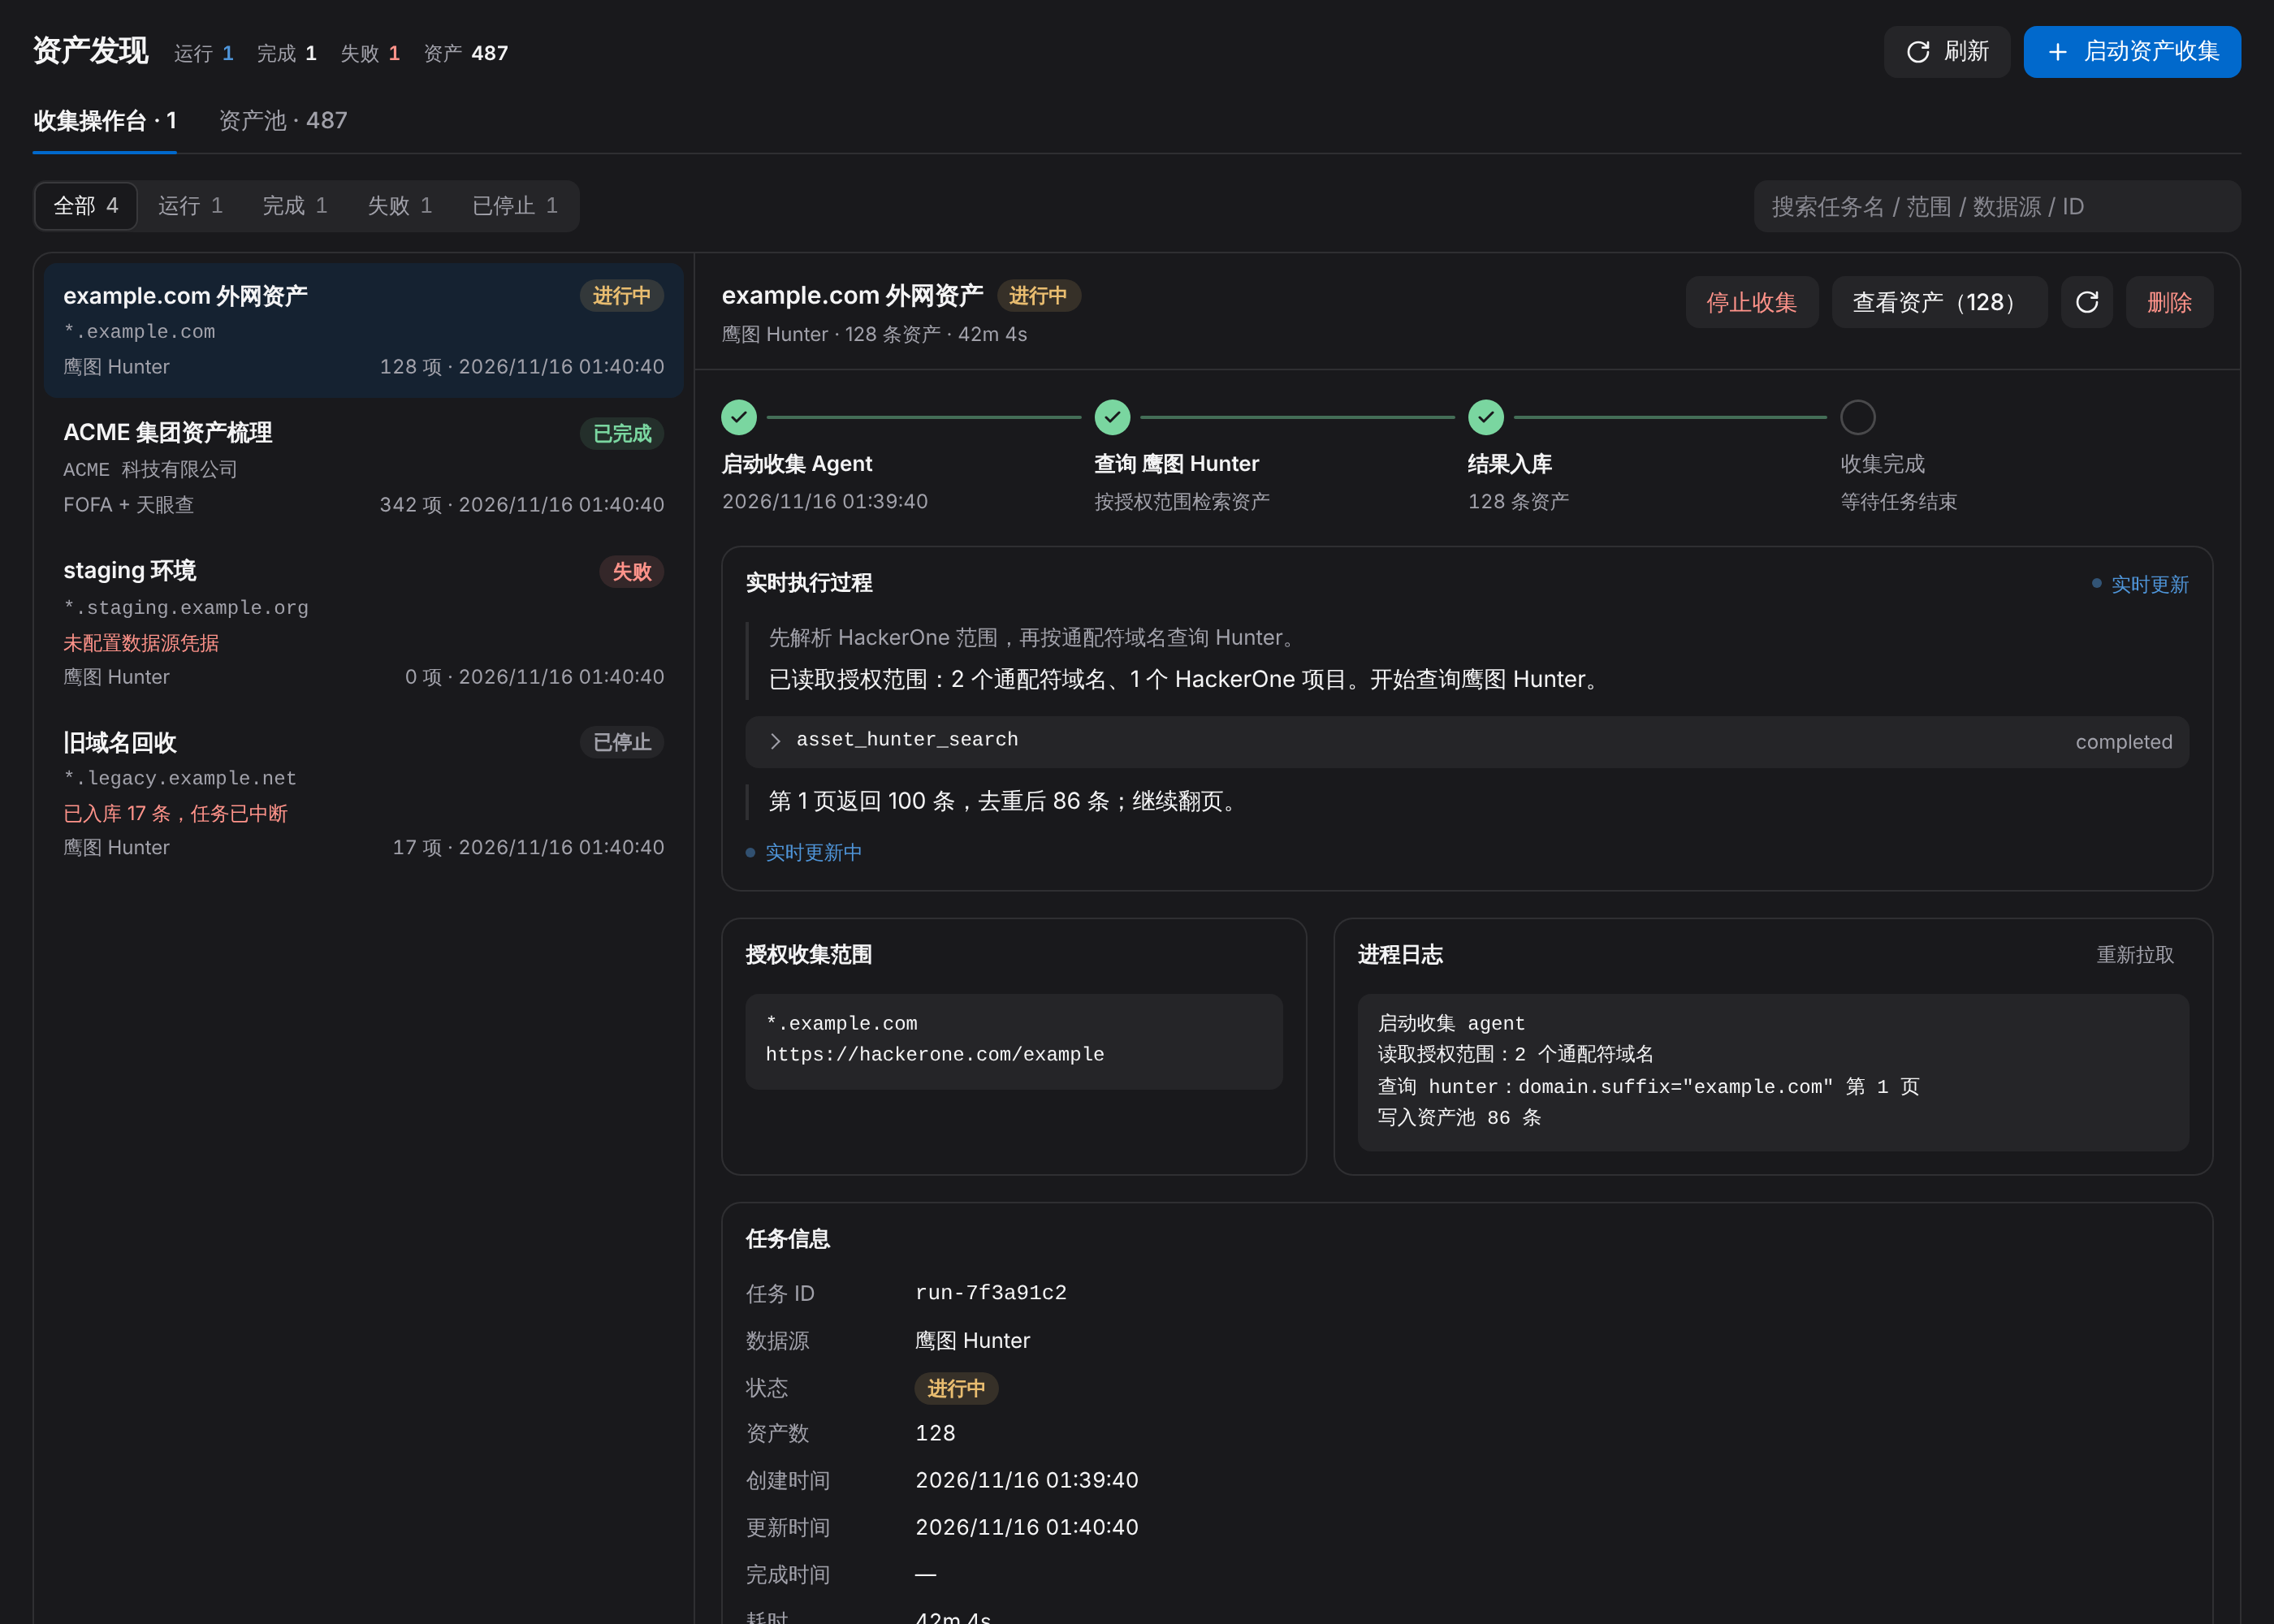 资产发现 运行 1 完成 1 失败 1 资产 487
刷新
启动资产收集
收集操作台 · 1 资产池 · 487
全部 4 运行 1 完成 1 失败 1 已停止 1
搜索任务名 / 范围 / 数据源 / ID
example.com 外网资产 进行中
*.example.com
鹰图 Hunter 128 项 · 2026/11/16 01:40:40
ACME 集团资产梳理 已完成
ACME 科技有限公司
FOFA + 天眼查 342 项 · 2026/11/16 01:40:40
staging 环境 失败
*.staging.example.org
未配置数据源凭据
鹰图 Hunter 0 项 · 2026/11/16 01:40:40
旧域名回收 已停止
*.legacy.example.net
已入库 17 条，任务已中断
鹰图 Hunter 17 项 · 2026/11/16 01:40:40
example.com 外网资产 进行中
鹰图 Hunter · 128 条资产 · 42m 4s
停止收集 查看资产（128） 删除
启动收集 Agent
2026/11/16 01:39:40
查询 鹰图 Hunter
按授权范围检索资产
结果入库
128 条资产
收集完成
等待任务结束
实时执行过程 实时更新
先解析 HackerOne 范围，再按通配符域名查询 Hunter。
已读取授权范围：2 个通配符域名、1 个 HackerOne 项目。开始查询鹰图 Hunter。
asset_hunter_search completed
第 1 页返回 100 条，去重后 86 条；继续翻页。
实时更新中
授权收集范围
*.example.com
https://hackerone.com/example
进程日志 重新拉取
启动收集 agent
读取授权范围：2 个通配符域名
查询 hunter：domain.suffix="example.com" 第 1 页
写入资产池 86 条
任务信息
任务 ID run-7f3a91c2
数据源 鹰图 Hunter
状态 进行中
资产数 128
创建时间 2026/11/16 01:39:40
更新时间 2026/11/16 01:40:40
完成时间 —
耗时 42m 4s